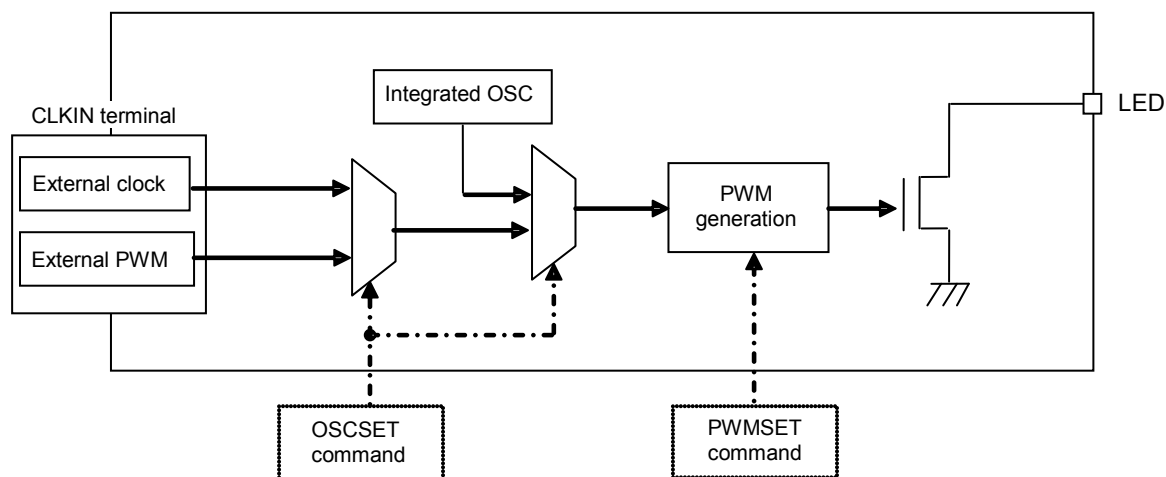 Integrated OSC
LED
CLKIN terminal
External clock
External PWM
PWM
generation
OSCSET
command
PWMSET
command